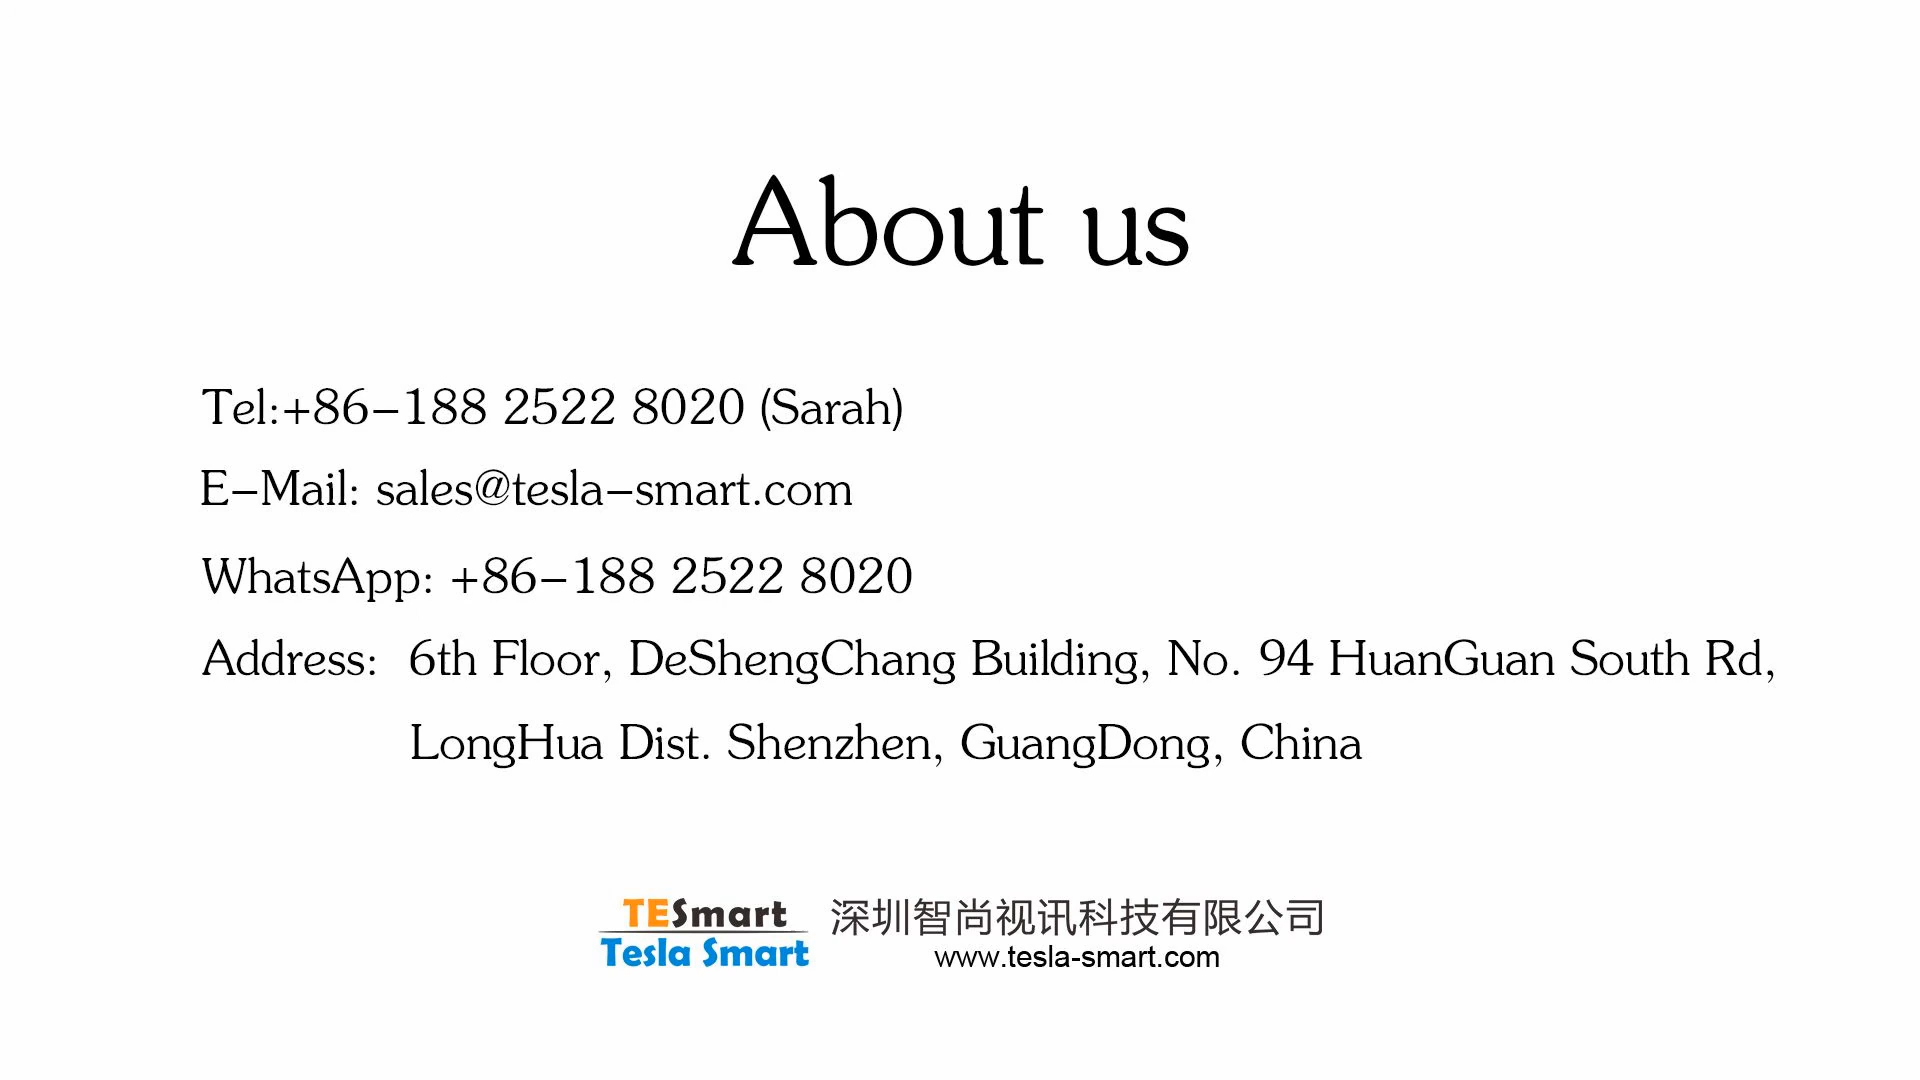 About us
Tel:+86-188 2522 8020 (Sarah)
E-Mail: sales@tesla-smart.com
WhatsApp: +86-188 2522 8020
Address: 6th Floor, DeShengChang Building, No. 94 HuanGuan South Rd,
LongHua Dist. Shenzhen, GuangDong, China
TESmart 深圳智尚视讯科技有限公司
Tesla Smart www.tesla-smart.com